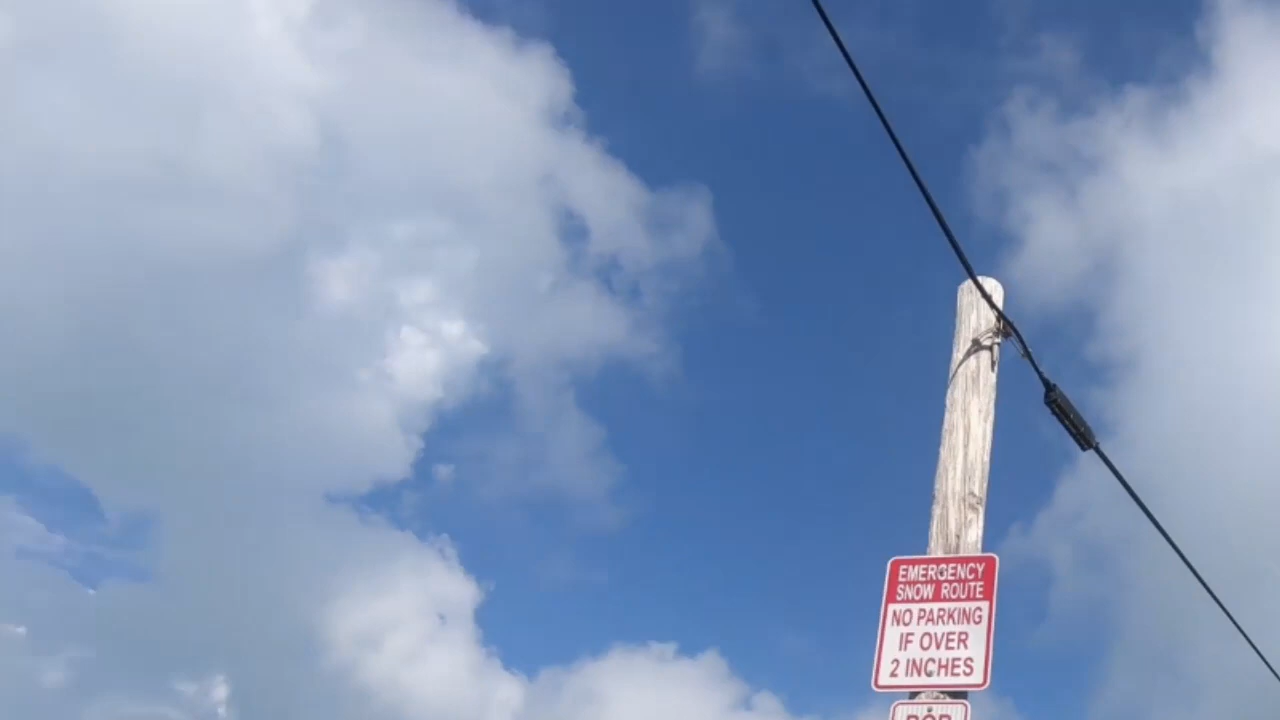 EMERGENCY
SNOW ROUTE
NO PARKING
IF OVER
2 INCHES